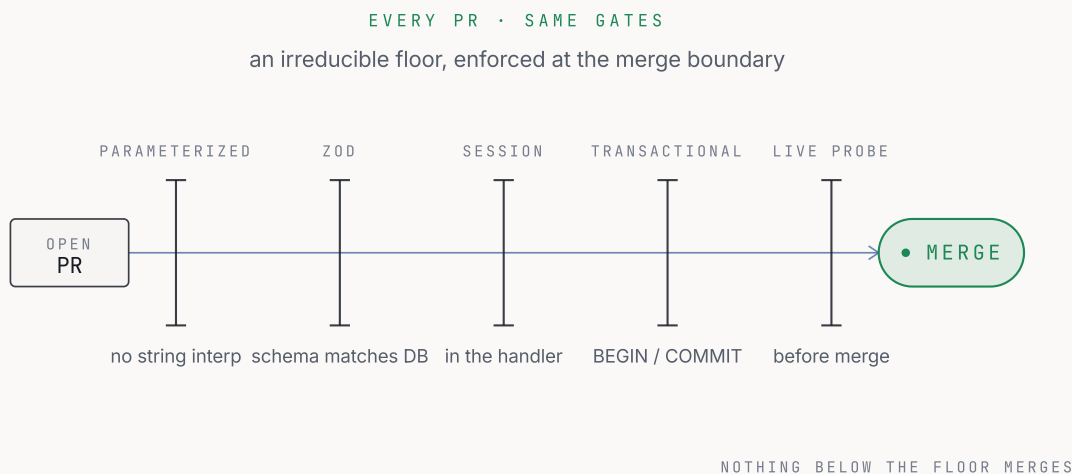 EVERY PR · SAME GATES
an irreducible floor, enforced at the merge boundary
PARAMETERIZED ZOD SESSION TRANSACTIONAL LIVE PROBE
OPEN
PR
• MERGE
no string interp schema matches DB in the handler BEGIN / COMMIT before merge
NOTHING BELOW THE FLOOR MERGES